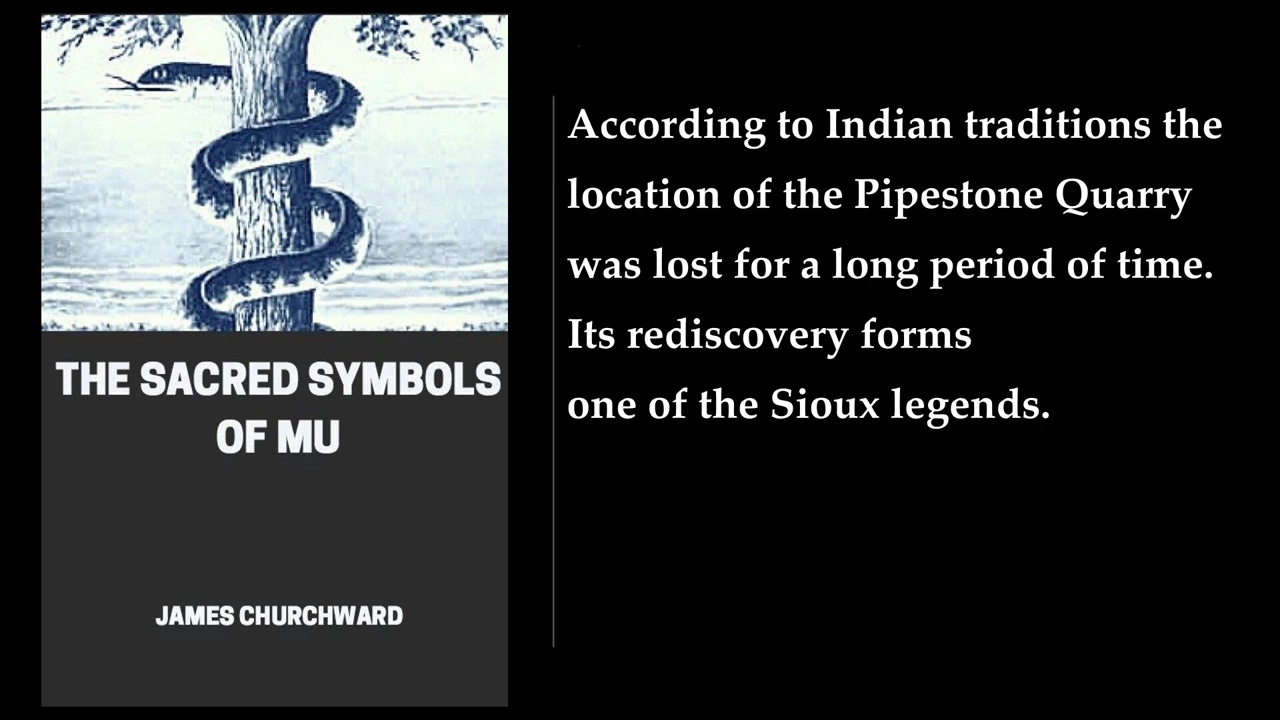 THE SACRED SYMBOLS
OF MU
JAMES CHURCHWARD
According to Indian traditions the
location of the Pipestone Quarry
was lost for a long period of time.
Its rediscovery forms
one of the Sioux legends.